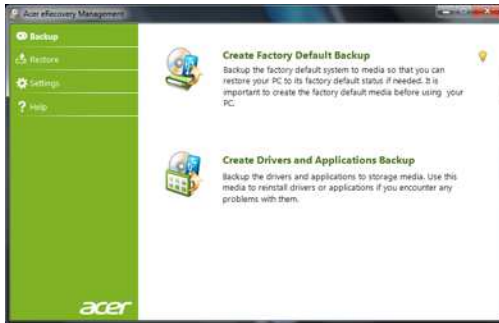 Acer eRecovery Management
Backup
Restore
Settings
Help
Create Factory Default Backup
Backup the factory default system to media so that you can
restore your PC to its factory default status if needed. It is
important to create the factory default media before using your
PC.
Create Drivers and Applications Backup
Backup the drivers and applications to storage media. Use this
media to reinstall drivers or applications if you encounter any
problems with them.
acer